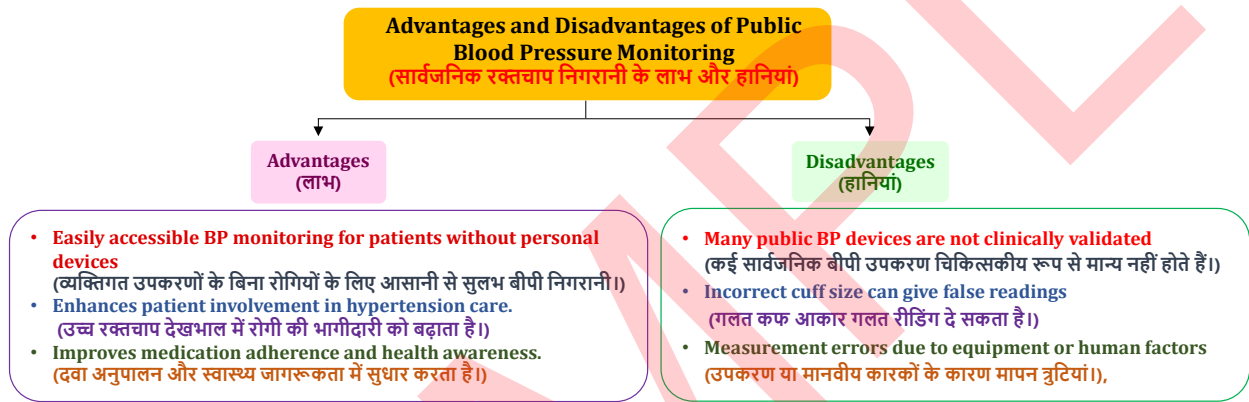 Advantages and Disadvantages of Public
Blood Pressure Monitoring
(सार्वजनिक रक्तचाप निगरानी के लाभ और हानियां)
Advantages
(लाभ)
Disadvantages
(हानियां)
• Easily accessible BP monitoring for patients without personal
devices
(व्यक्तिगत उपकरणों के बिना रोगियों के लिए आसानी से सुलभ बीपी निगरानी।)
• Enhances patient involvement in hypertension care.
(उच्च रक्तचाप देखभाल में रोगी की भागीदारी को बढ़ाता है।)
• Improves medication adherence and health awareness.
(दवा अनुपालन और स्वास्थ्य जागरूकता में सुधार करता है।)
• Many public BP devices are not clinically validated
(कई सार्वजनिक बीपी उपकरण चिकित्सकीय रूप से मान्य नहीं होते हैं।)
• Incorrect cuff size can give false readings
(गलत कफ आकार गलत रीडिंग दे सकता है।)
• Measurement errors due to equipment or human factors
(उपकरण या मानवीय कारकों के कारण मापन त्रुटियां।),